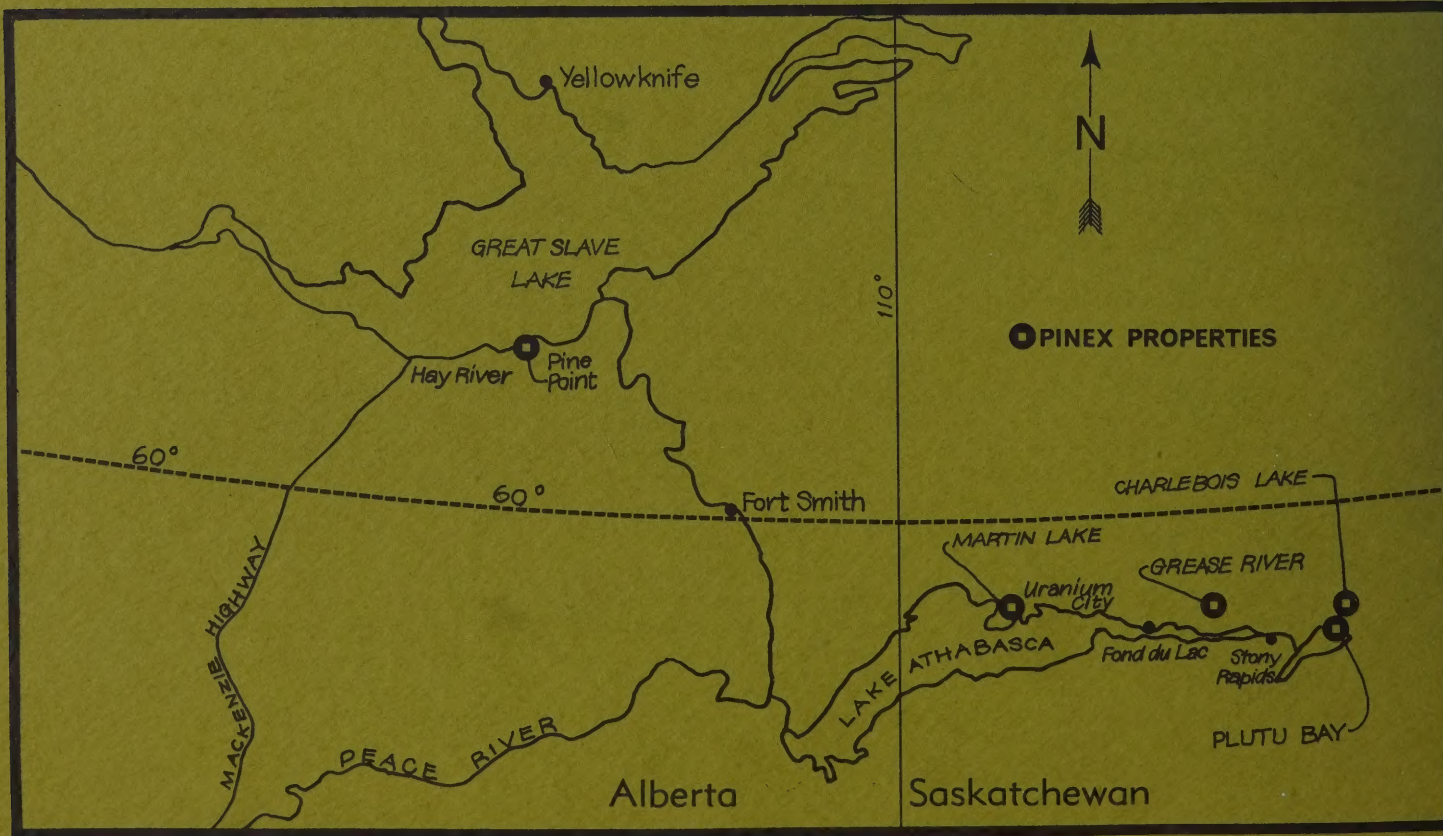 Yellowknife
N
GREAT SLAVE
LAKE
110°
PINEX PROPERTIES
Hay River
Pine
Point
60°
60°
Fort Smith
CHARLEBOIS LAKE
MARTIN LAKE
GREASE RIVER
Uranium
City
MACKENZIE HIGHWAY
LAKE ATHABASCA
Fond du Lac
Stony
Rapids
PEACE RIVER
PLUTU BAY
Alberta
Saskatchewan